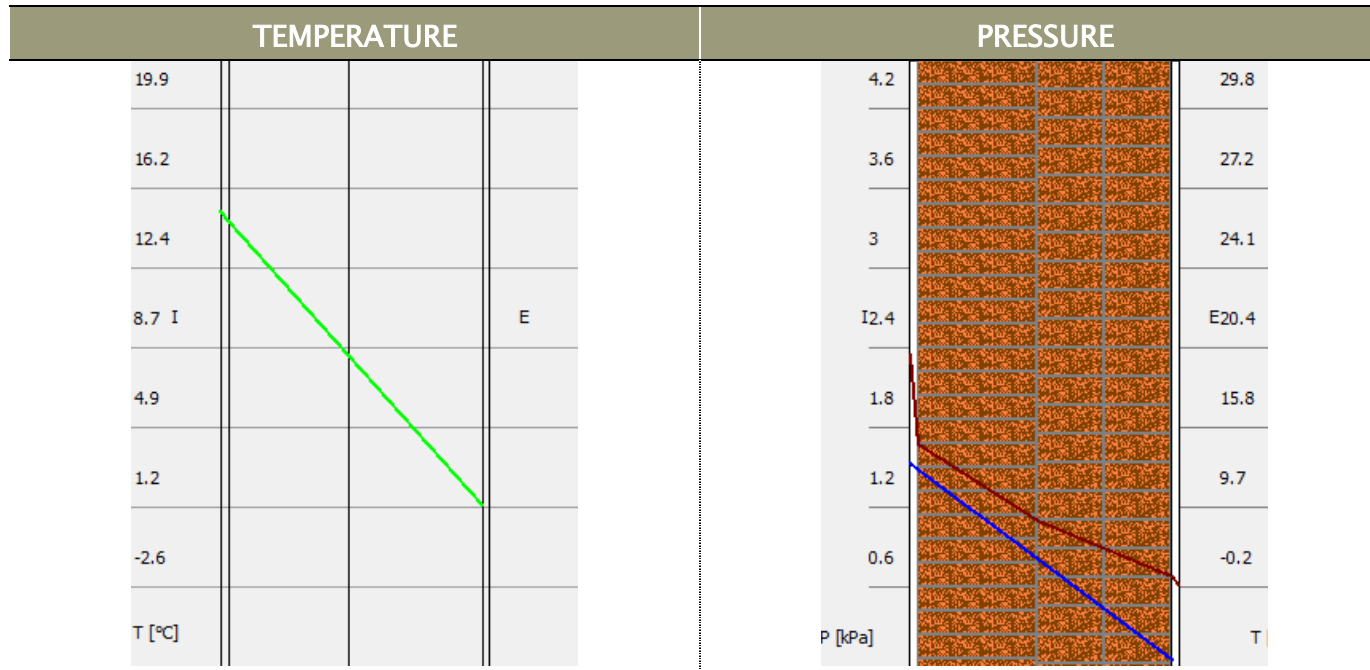 TEMPERATURE
PRESSURE
19.9
16.2
12.4
8.7 I E
4.9
1.2
-2.6
T [°C]
4.2 29.8
3.6 27.2
3 24.1
I2.4 E20.4
1.8 15.8
1.2 9.7
0.6 -0.2
P [kPa] T